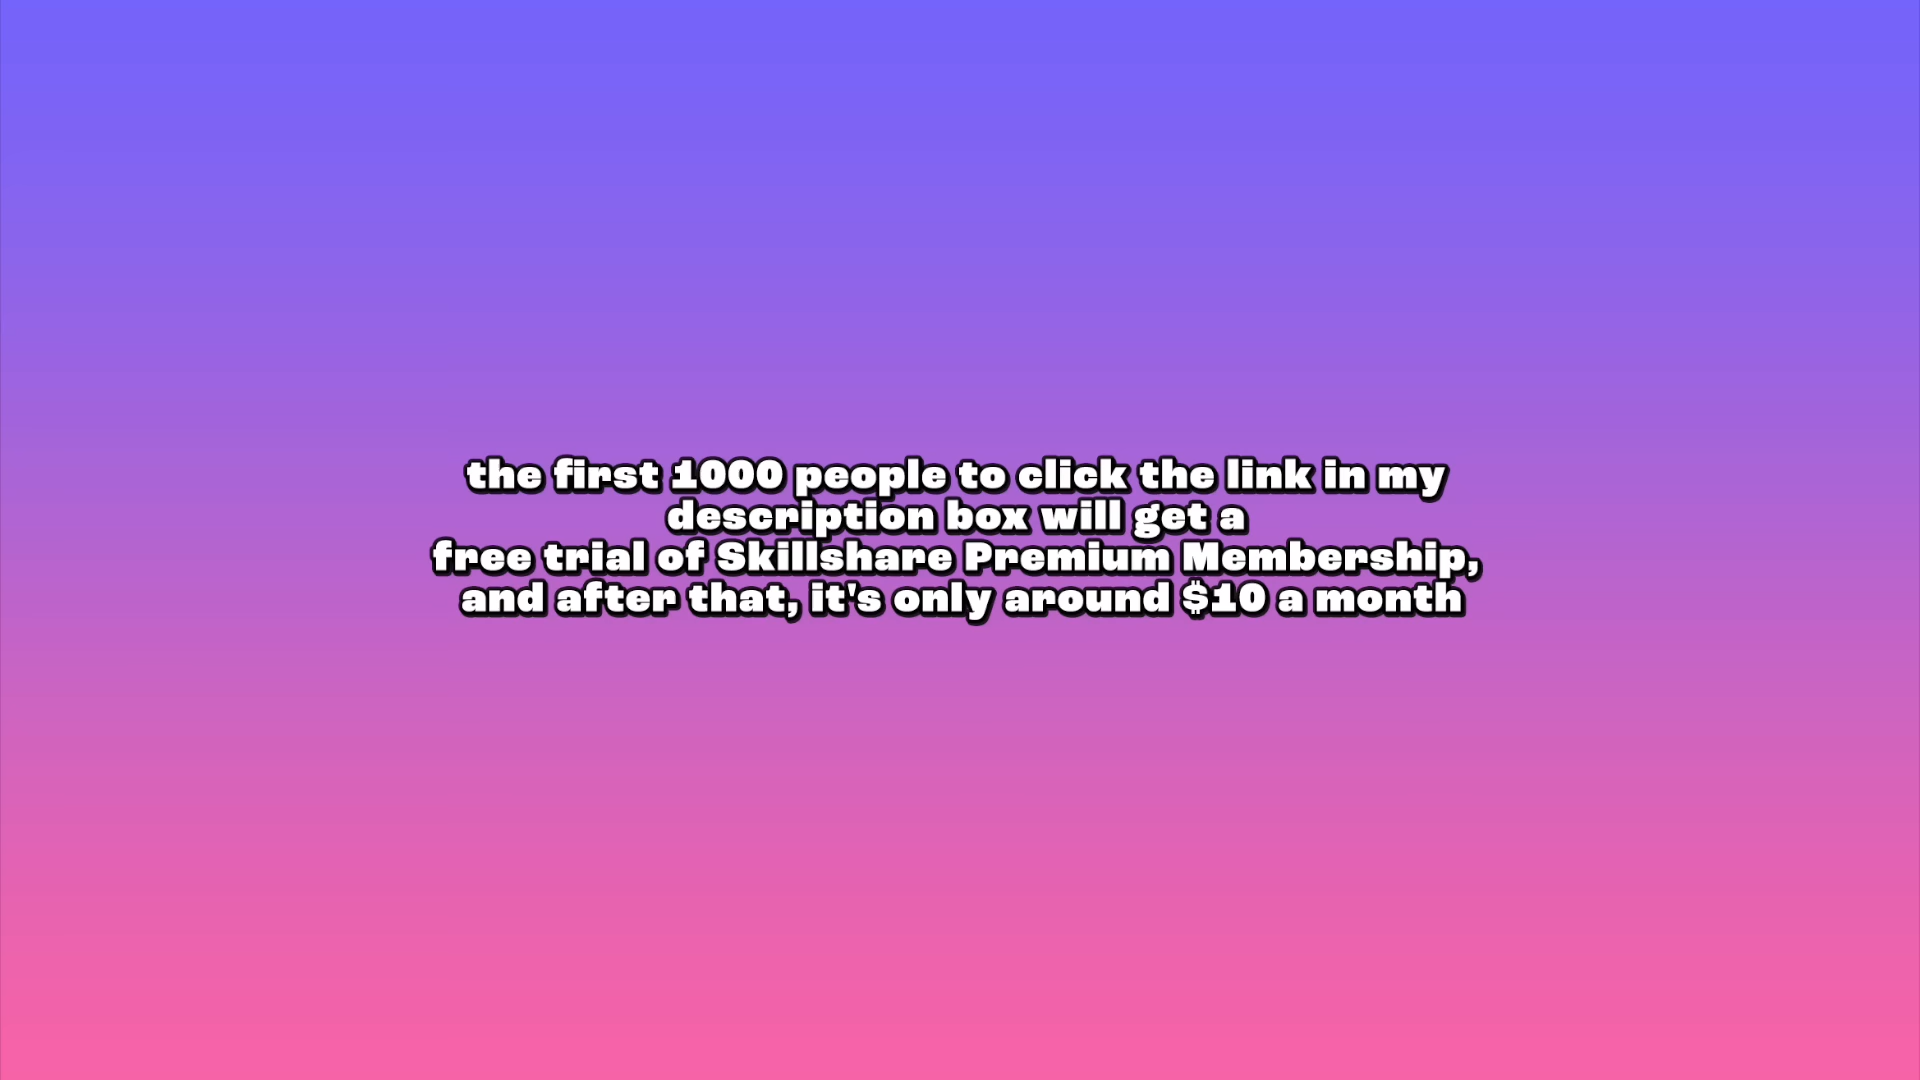 the first 1000 people to click the link in my
description box will get a
free trial of Skillshare Premium Membership,
and after that, it's only around $10 a month